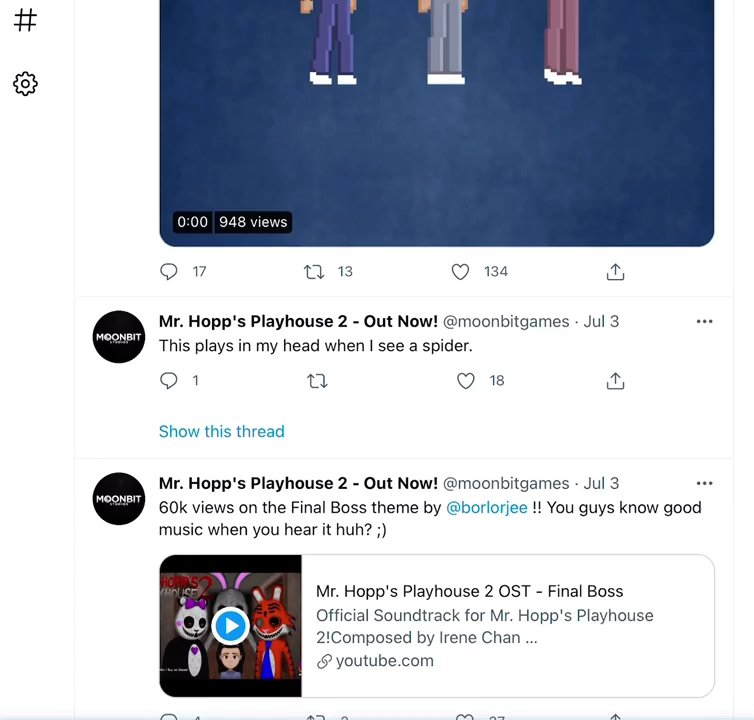 0:00 948 views
17 13 134
MOONBIT
STUDIOS
Mr. Hopp's Playhouse 2 - Out Now! @moonbitgames · Jul 3
This plays in my head when I see a spider.
1 18
Show this thread
MOONBIT
STUDIOS
Mr. Hopp's Playhouse 2 - Out Now! @moonbitgames · Jul 3
60k views on the Final Boss theme by @borlorjee !! You guys know good
music when you hear it huh? ;)
Mr. Hopp's Playhouse 2 OST - Final Boss
Official Soundtrack for Mr. Hopp's Playhouse
2!Composed by Irene Chan ...
youtube.com